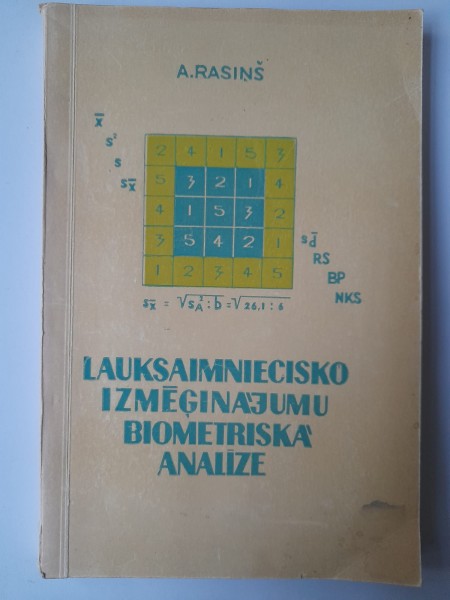 A.RASIŅŠ
x̄
s²
s
sx̄
2 4 1 5 3
5 3 2 1 4
4 1 5 3 2
3 5 4 2 1
1 2 3 4 5
sd̄
RS
BP
NKS
sx̄ = √s²A : b = √26,1 : 6
LAUKSAIMNIECISKO
IZMĒĢINĀJUMU
BIOMETRISKĀ
ANALĪZE